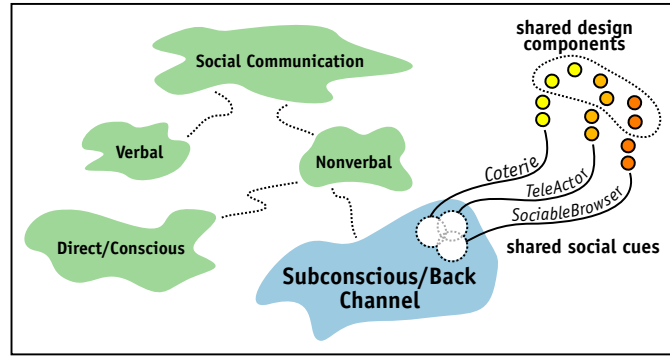 shared design
components
Social Communication
Verbal
Nonverbal
Coterie
TeleActor
SociableBrowser
Direct/Conscious
shared social cues
Subconscious/Back
Channel